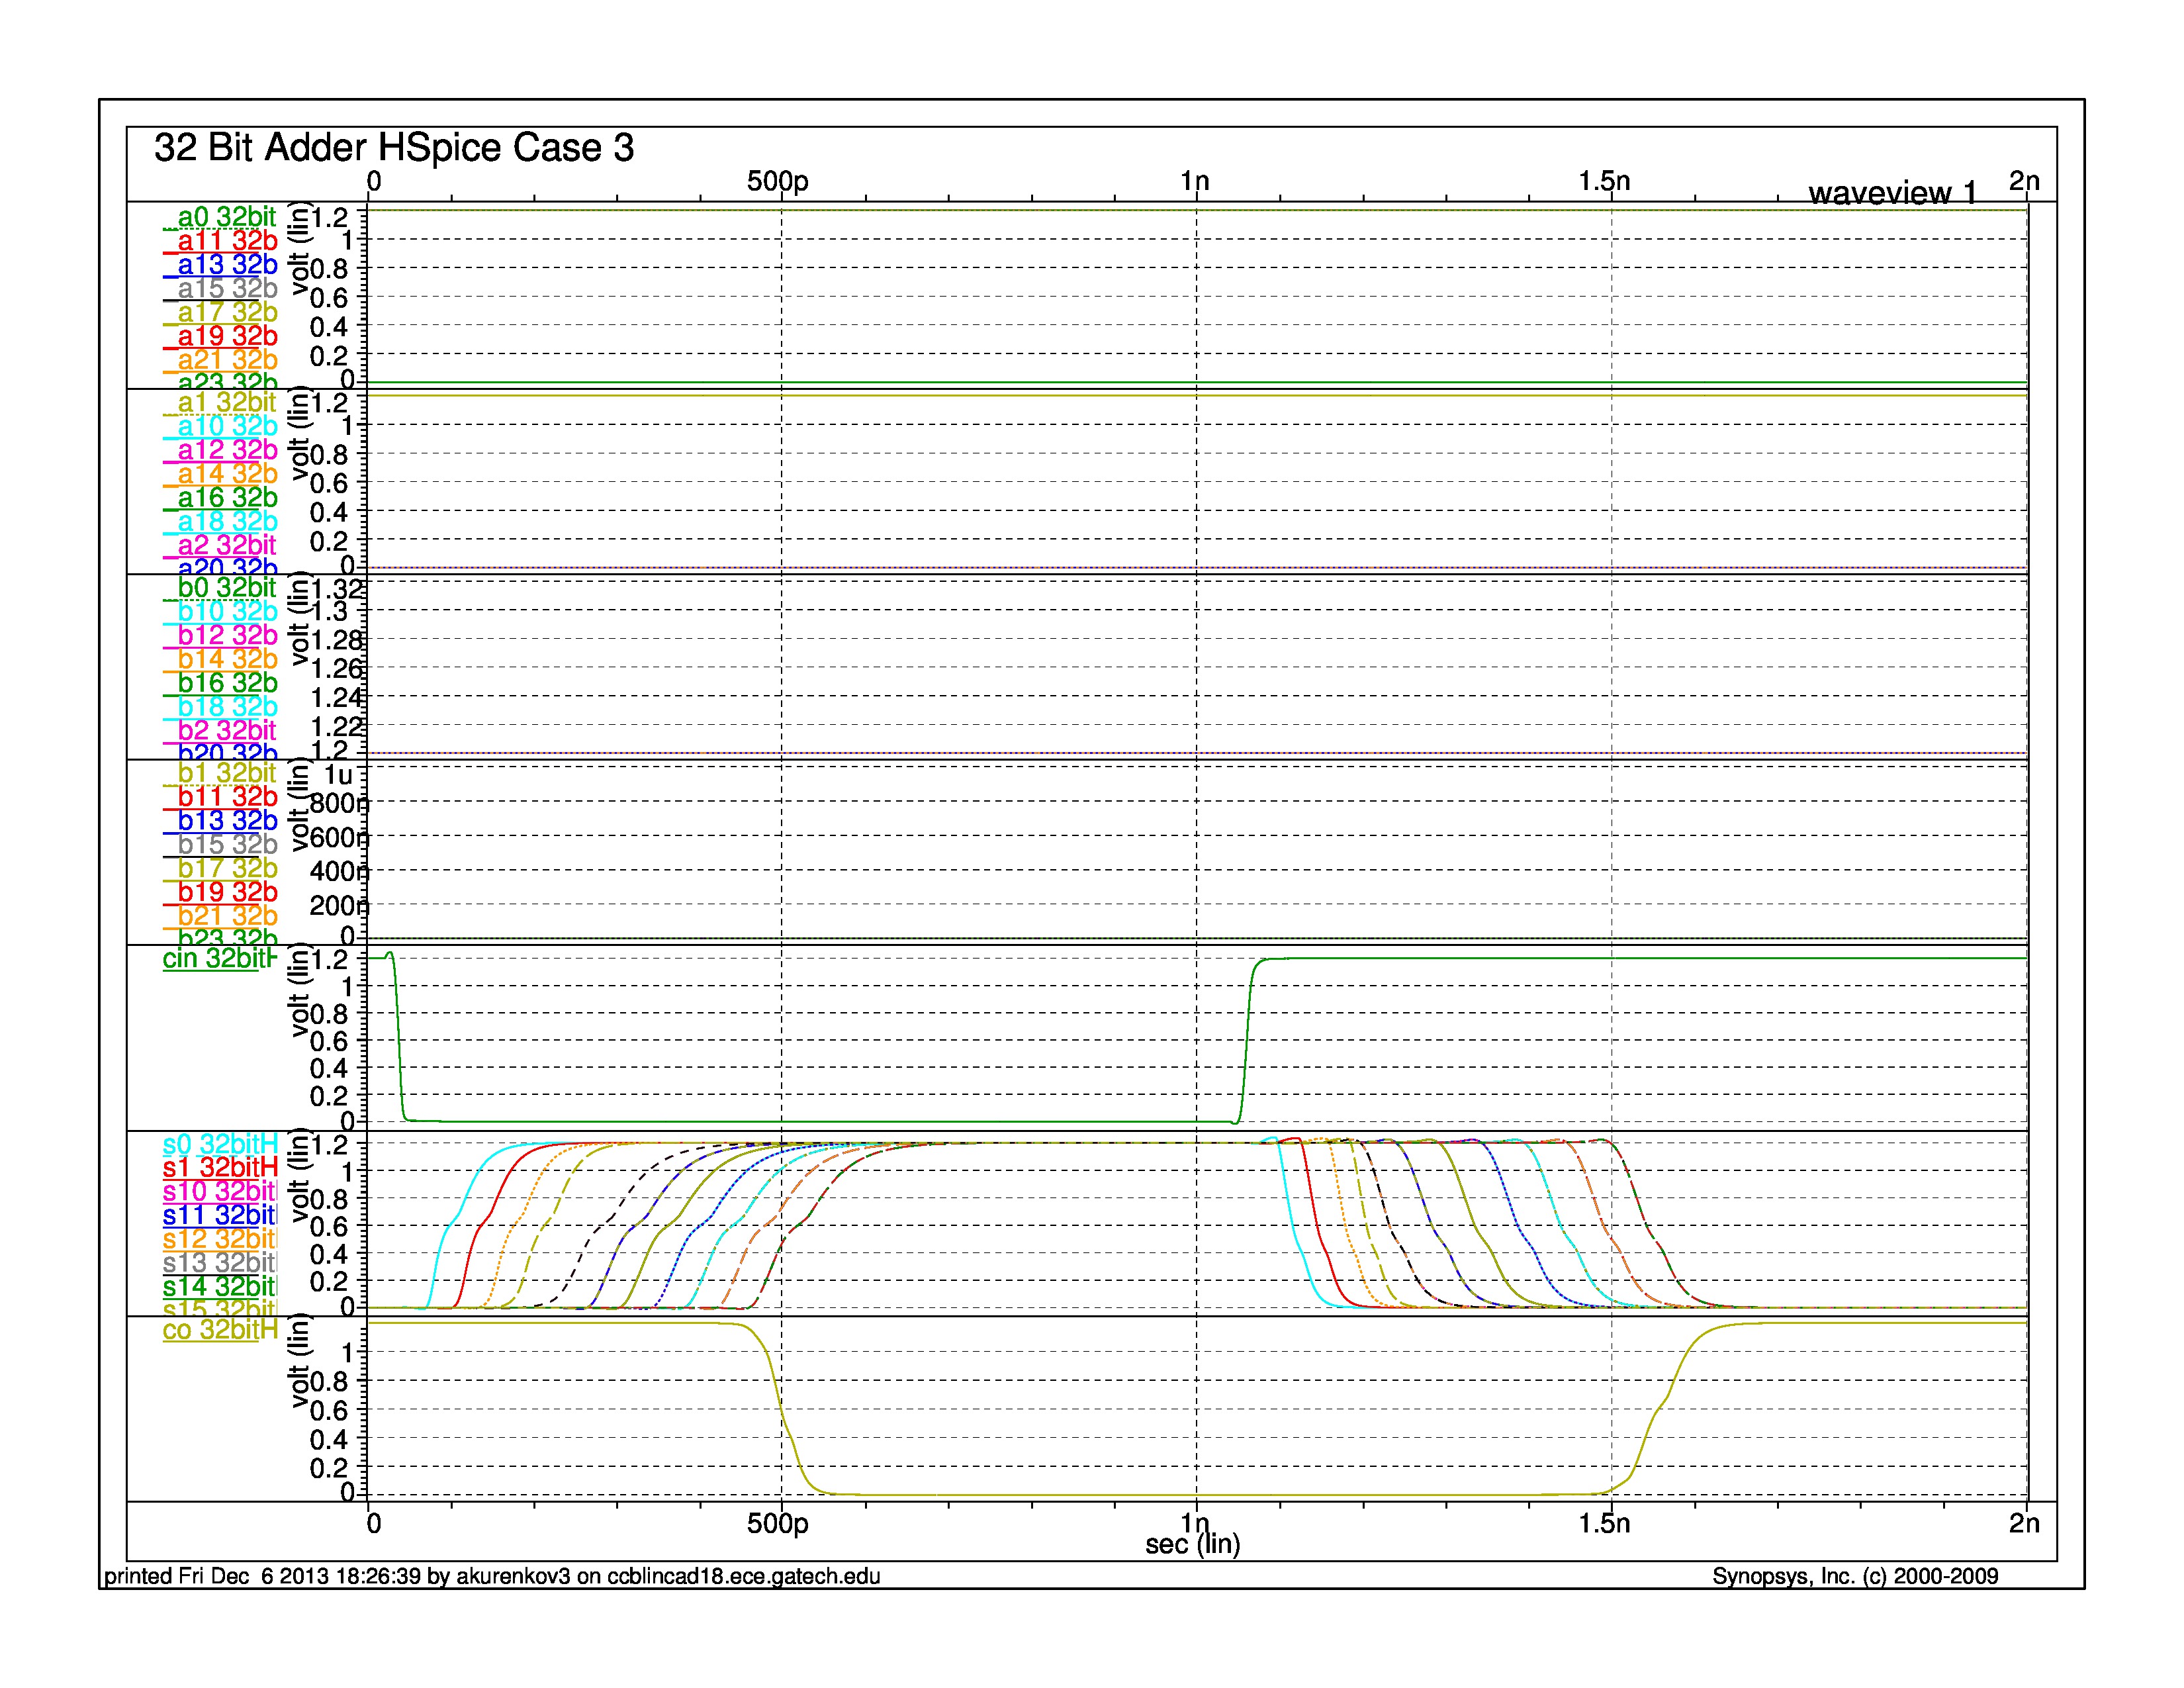 32 Bit Adder HSpice Case 3
0 500p 1n 1.5n 2n
waveview 1
a0 32bit
a11 32b
a13 32b
a15 32b
a17 32b
a19 32b
a21 32b
a23 32b
volt (lin)
1.2
1
0.8
0.6
0.4
0.2
0
a1 32bit
a10 32b
a12 32b
a14 32b
a16 32b
a18 32b
a2 32bit
a20 32b
volt (lin)
1.2
1
0.8
0.6
0.4
0.2
0
b0 32bit
b10 32b
b12 32b
b14 32b
b16 32b
b18 32b
b2 32bit
b20 32b
volt (lin)
1.32
1.3
1.28
1.26
1.24
1.22
1.2
b1 32bit
b11 32b
b13 32b
b15 32b
b17 32b
b19 32b
b21 32b
b23 32b
volt (lin)
1u
800n
600n
400n
200n
0
cin 32bitH
volt (lin)
1.2
1
0.8
0.6
0.4
0.2
0
s0 32bitH
s1 32bitH
s10 32bit
s11 32bit
s12 32bit
s13 32bit
s14 32bit
s15 32bit
volt (lin)
1.2
1
0.8
0.6
0.4
0.2
0
co 32bitH
volt (lin)
1
0.8
0.6
0.4
0.2
0
0 500p 1n 1.5n 2n
sec (lin)
printed Fri Dec 6 2013 18:26:39 by akurenkov3 on ccblincad18.ece.gatech.edu
Synopsys, Inc. (c) 2000-2009